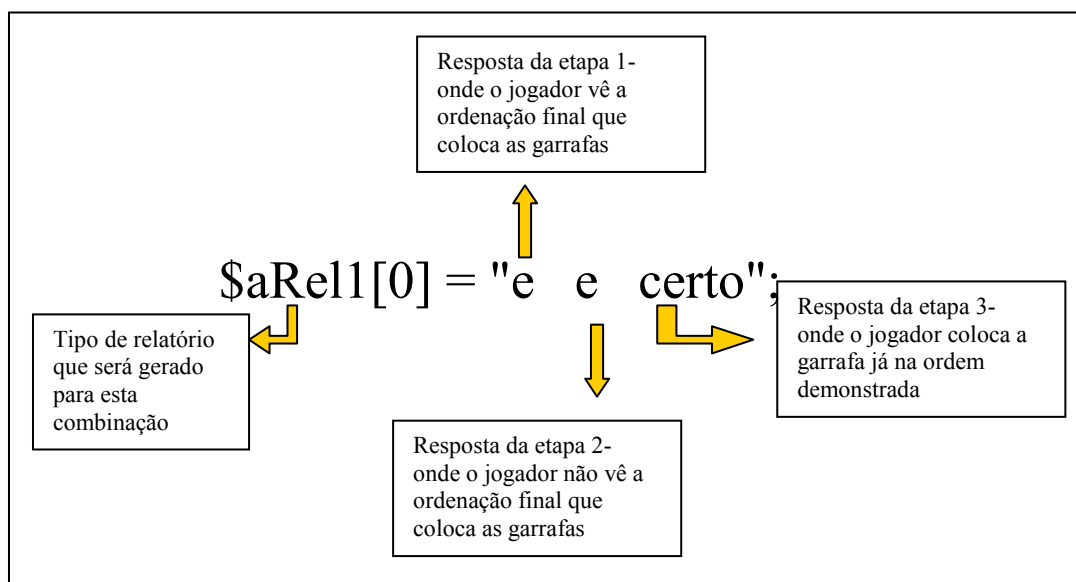 Resposta da etapa 1-
onde o jogador vê a
ordenação final que
coloca as garrafas
$aRel1[0] = "e e certo";
Tipo de relatório
que será gerado
para esta
combinação
Resposta da etapa 3-
onde o jogador coloca a
garrafa já na ordem
demonstrada
Resposta da etapa 2-
onde o jogador não vê a
ordenação final que
coloca as garrafas